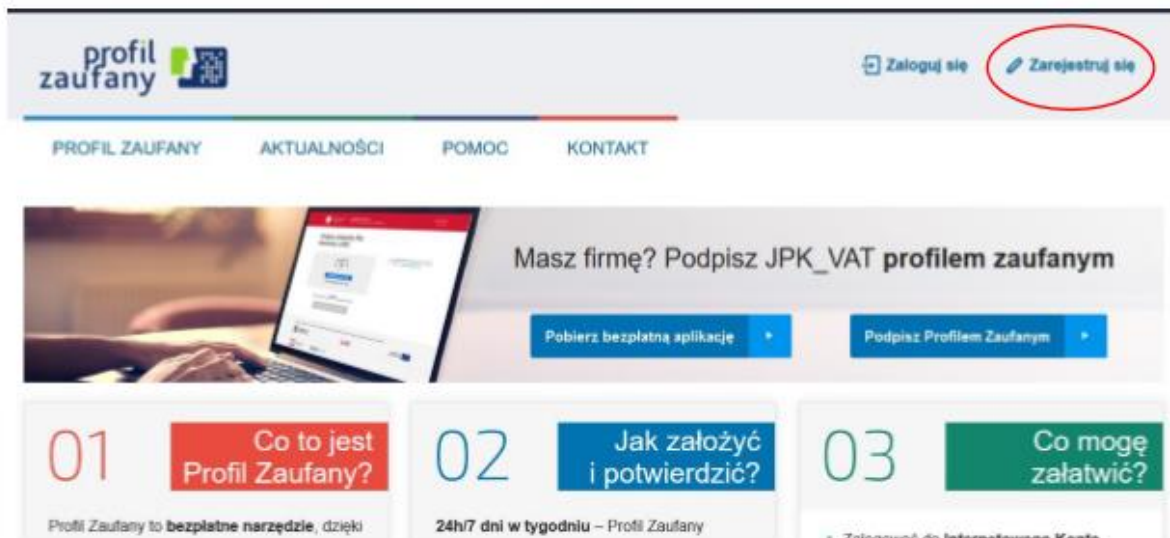 profil
zaufany
Zaloguj się
Zarejestruj się
PROFIL ZAUFANY
AKTUALNOŚCI
POMOC
KONTAKT
Masz firmę? Podpisz JPK_VAT profilem zaufanym
Pobierz bezpłatną aplikację
Podpisz Profilem Zaufanym
01
Co to jest
Profil Zaufany?
Profil Zaufany to bezpłatne narzędzie, dzięki
02
Jak założyć
i potwierdzić?
24h/7 dni w tygodniu – Profil Zaufany
03
Co mogę
załatwić?